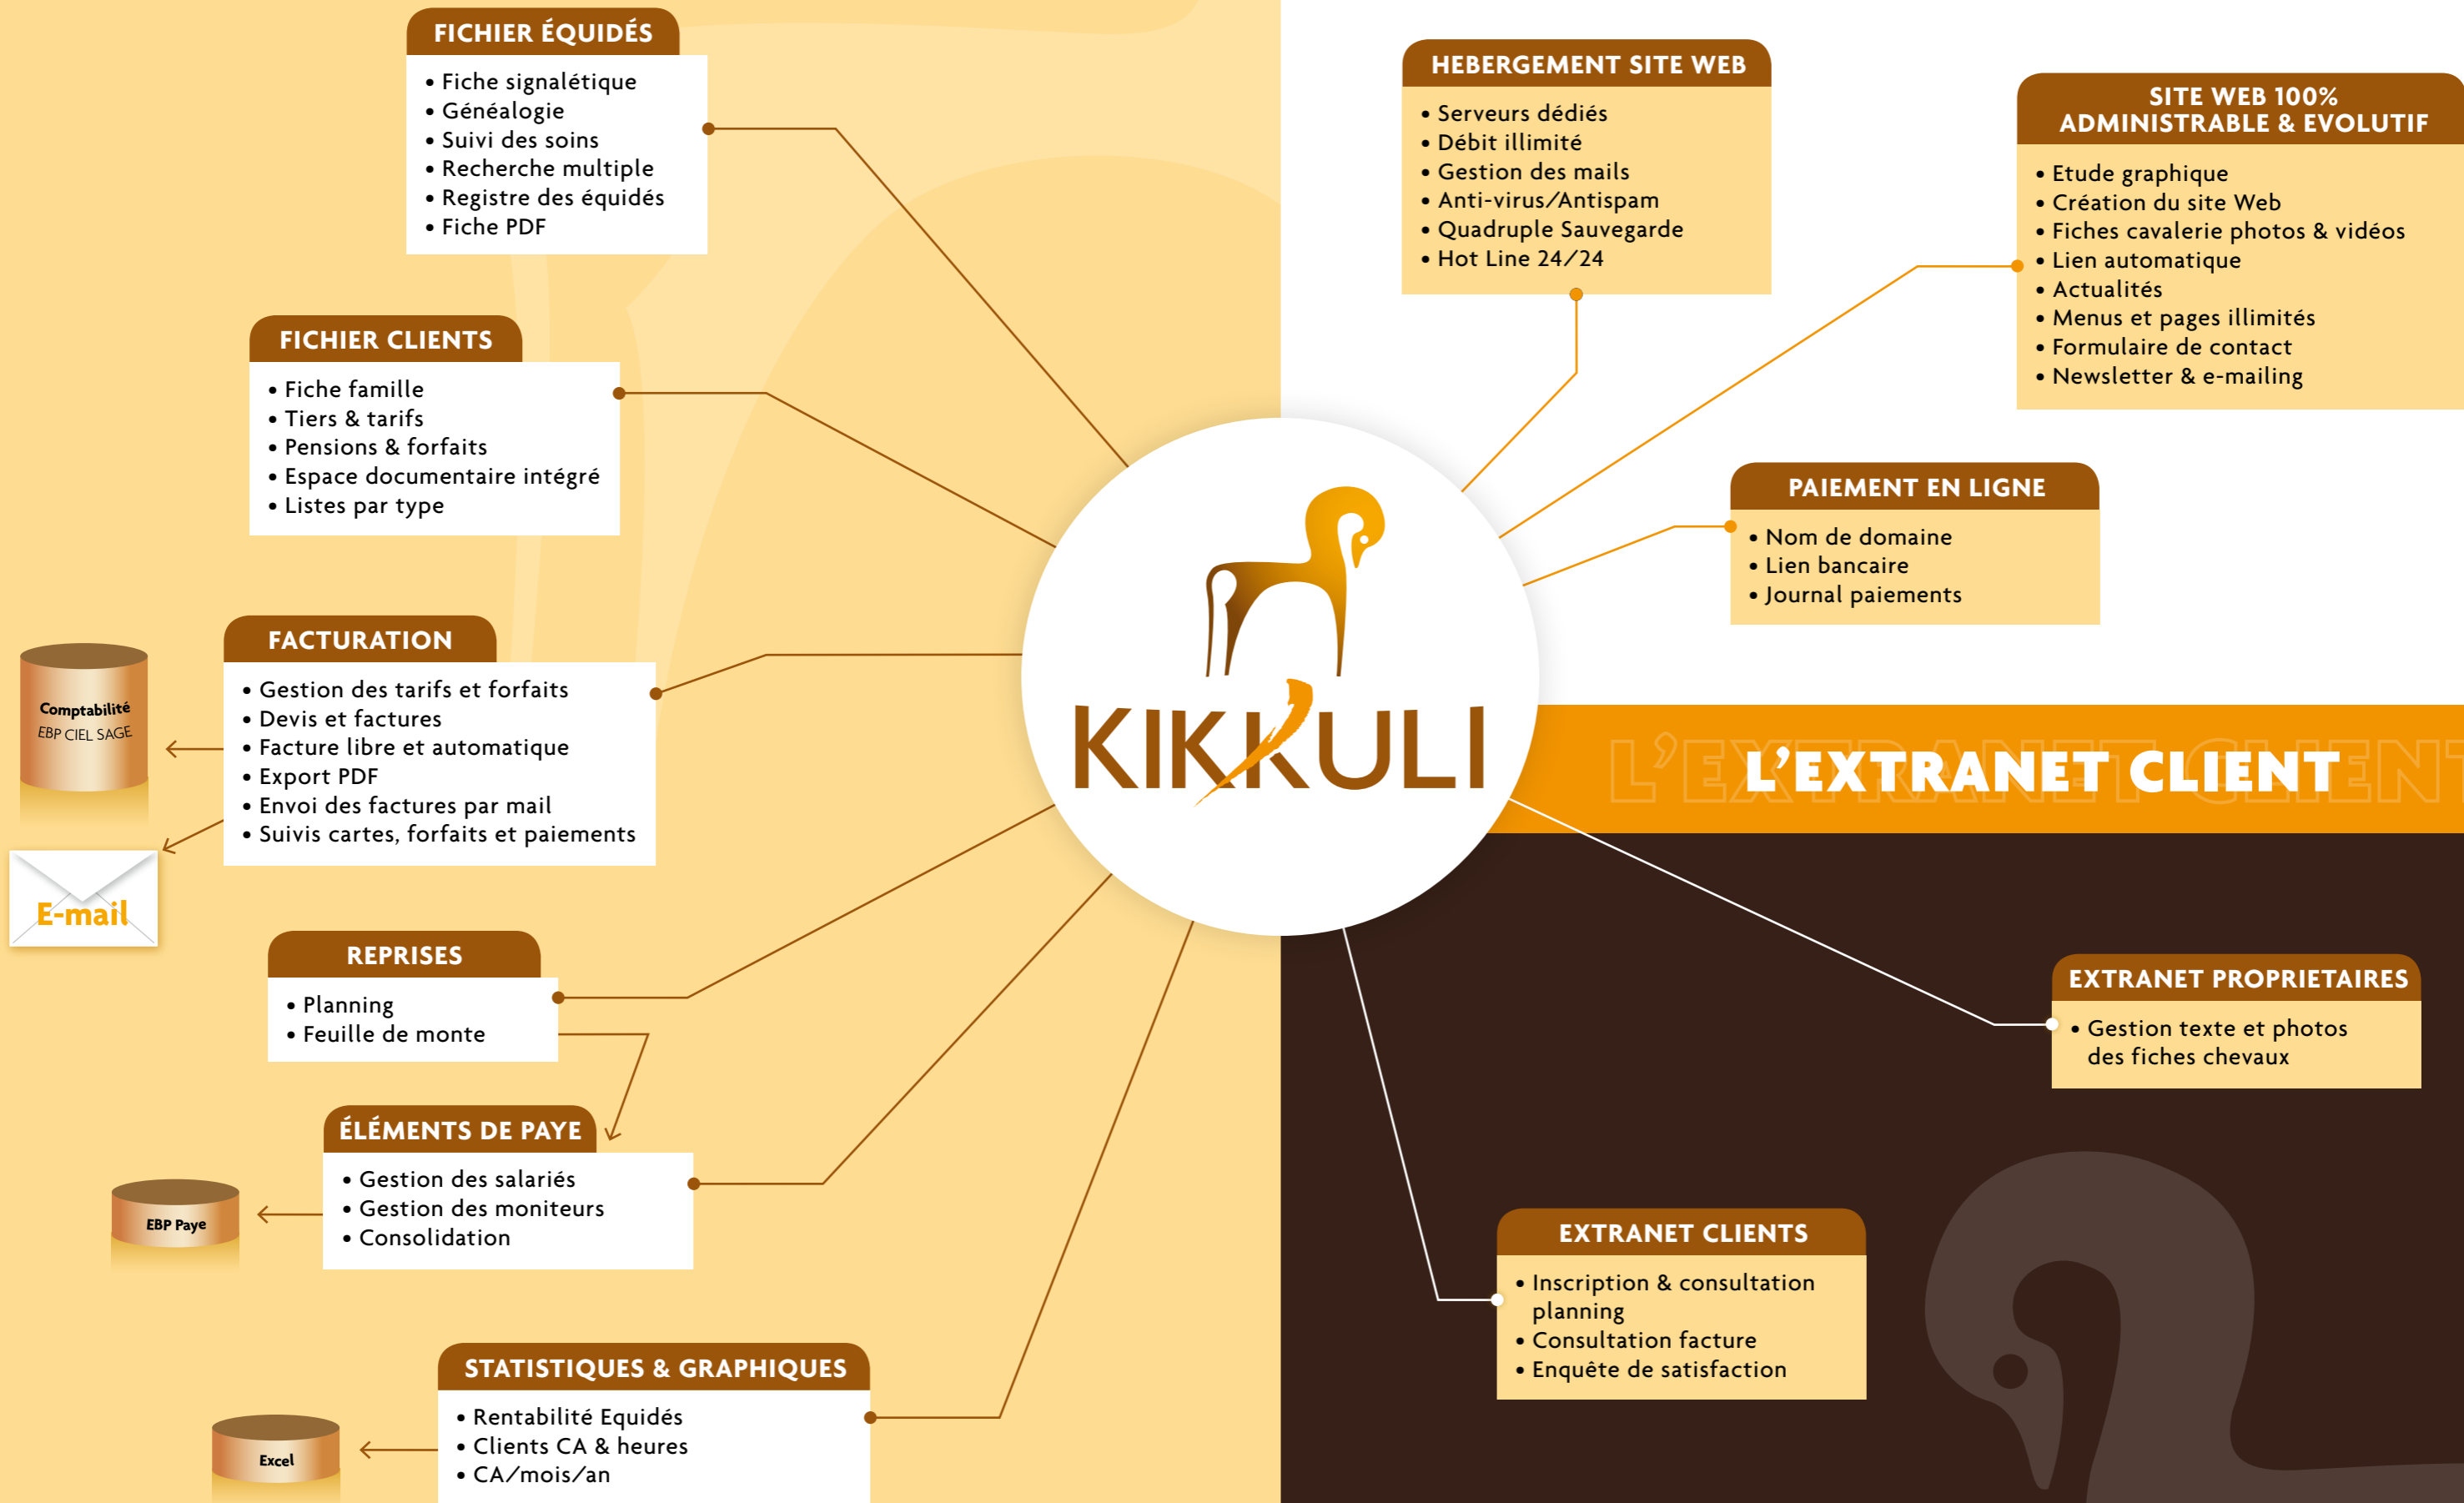 FICHIER ÉQUIDÉS
• Fiche signalétique
• Généalogie
• Suivi des soins
• Recherche multiple
• Registre des équidés
• Fiche PDF
FICHIER CLIENTS
• Fiche famille
• Tiers & tarifs
• Pensions & forfaits
• Espace documentaire intégré
• Listes par type
FACTURATION
• Gestion des tarifs et forfaits
• Devis et factures
• Facture libre et automatique
• Export PDF
• Envoi des factures par mail
• Suivis cartes, forfaits et paiements
Comptabilité
EBP CIEL SAGE
E-mail
REPRISES
• Planning
• Feuille de monte
ÉLÉMENTS DE PAYE
• Gestion des salariés
• Gestion des moniteurs
• Consolidation
EBP Paye
STATISTIQUES & GRAPHIQUES
• Rentabilité Equidés
• Clients CA & heures
• CA/mois/an
Excel
KIKKULI
HEBERGEMENT SITE WEB
• Serveurs dédiés
• Débit illimité
• Gestion des mails
• Anti-virus/Antispam
• Quadruple Sauvegarde
• Hot Line 24/24
SITE WEB 100%
ADMINISTRABLE & EVOLUTIF
• Etude graphique
• Création du site Web
• Fiches cavalerie photos & vidéos
• Lien automatique
• Actualités
• Menus et pages illimités
• Formulaire de contact
• Newsletter & e-mailing
PAIEMENT EN LIGNE
• Nom de domaine
• Lien bancaire
• Journal paiements
L'EXTRANET CLIENT
L'EXTRANET CLIENT
EXTRANET PROPRIETAIRES
• Gestion texte et photos
des fiches chevaux
EXTRANET CLIENTS
• Inscription & consultation
planning
• Consultation facture
• Enquête de satisfaction